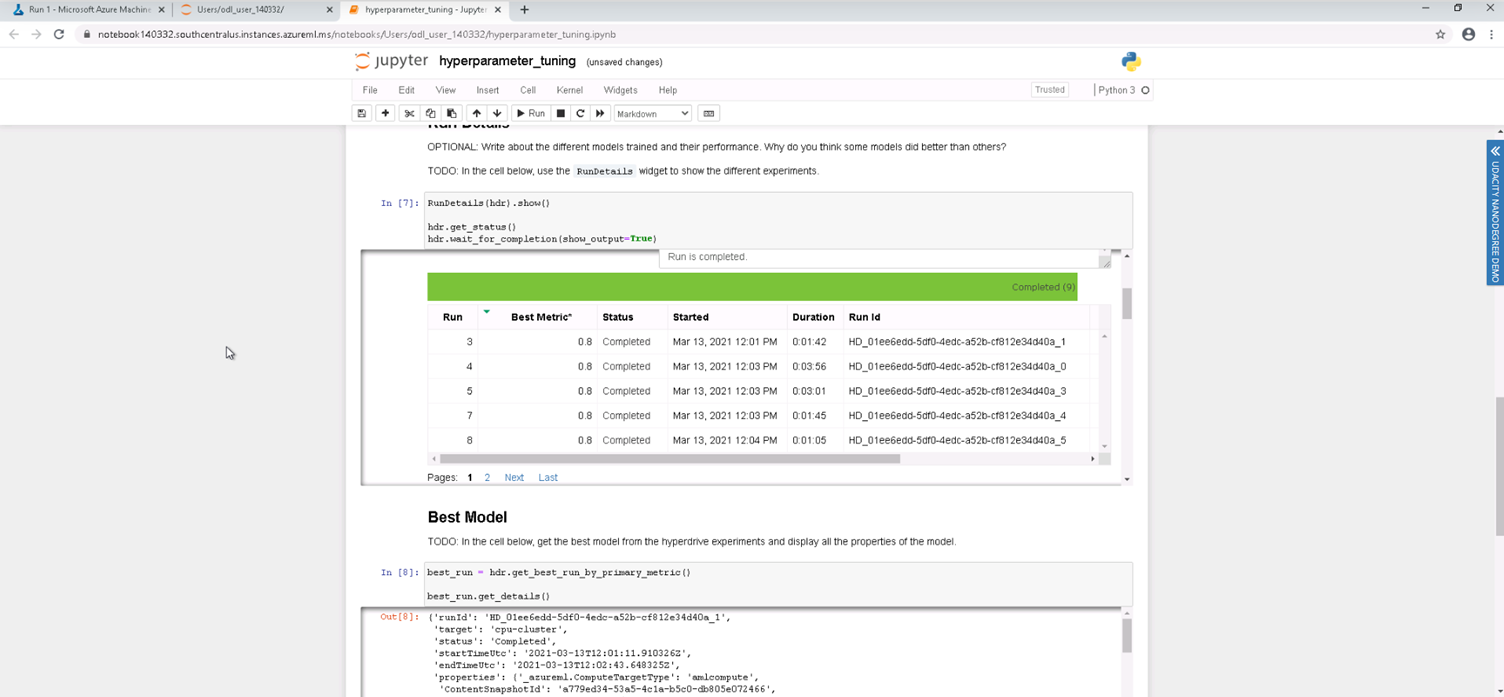 Run 1 - Microsoft Azure Machine
Users/odl_user_140332/
hyperparameter_tuning - Jupyter
notebook140332.southcentralus.instances.azureml.ms/notebooks/Users/odl_user_140332/hyperparameter_tuning.ipynb
jupyter hyperparameter_tuning (unsaved changes)
File Edit View Insert Cell Kernel Widgets Help Trusted Python 3
Run Markdown
Run Details
OPTIONAL: Write about the different models trained and their performance. Why do you think some models did better than others?
TODO: In the cell below, use the RunDetails widget to show the different experiments.
In [7]: RunDetails(hdr).show()
hdr.get_status()
hdr.wait_for_completion(show_output=True)
Run is completed.
Completed (9)
Run Best Metric* Status Started Duration Run Id
3 0.8 Completed Mar 13, 2021 12:01 PM 0:01:42 HD_01ee6edd-5df0-4edc-a52b-cf812e34d40a_1
4 0.8 Completed Mar 13, 2021 12:03 PM 0:03:56 HD_01ee6edd-5df0-4edc-a52b-cf812e34d40a_0
5 0.8 Completed Mar 13, 2021 12:03 PM 0:03:01 HD_01ee6edd-5df0-4edc-a52b-cf812e34d40a_3
7 0.8 Completed Mar 13, 2021 12:03 PM 0:01:45 HD_01ee6edd-5df0-4edc-a52b-cf812e34d40a_4
8 0.8 Completed Mar 13, 2021 12:04 PM 0:01:05 HD_01ee6edd-5df0-4edc-a52b-cf812e34d40a_5
Pages: 1 2 Next Last
Best Model
TODO: In the cell below, get the best model from the hyperdrive experiments and display all the properties of the model.
In [8]: best_run = hdr.get_best_run_by_primary_metric()
best_run.get_details()
Out[8]: {'runId': 'HD_01ee6edd-5df0-4edc-a52b-cf812e34d40a_1',
'target': 'cpu-cluster',
'status': 'Completed',
'startTimeUtc': '2021-03-13T12:01:11.910326Z',
'endTimeUtc': '2021-03-13T12:02:43.648325Z',
'properties': {'_azureml.ComputeTargetType': 'amlcompute',
'ContentSnapshotId': 'a779ed34-53a5-4c1a-b5c0-db805e072466',
UDACITY NANODEGREE DEMO